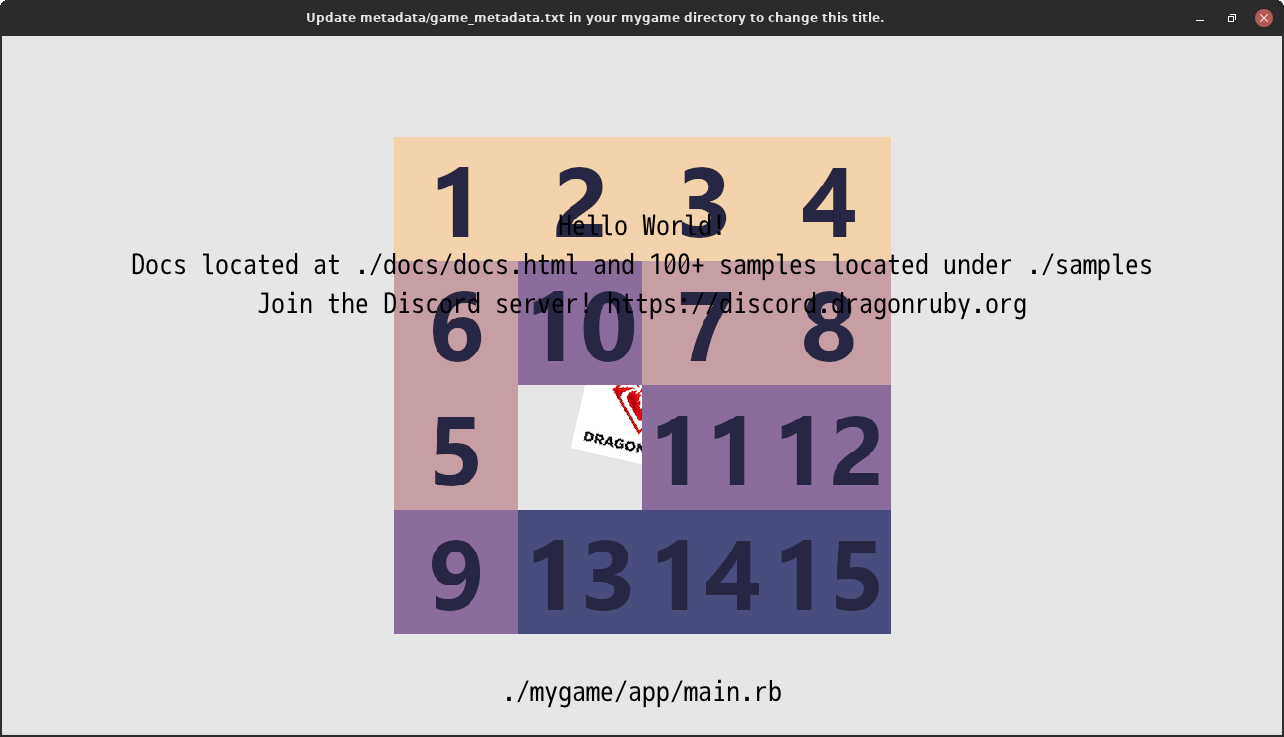 Update metadata/game_metadata.txt in your mygame directory to change this title.
1 2 3 4
Hello World!
Docs located at ./docs/docs.html and 100+ samples located under ./samples
Join the Discord server! https://discord.dragonruby.org
6 10 7 8
DRAGON
5 11 12
9 13 14 15
./mygame/app/main.rb